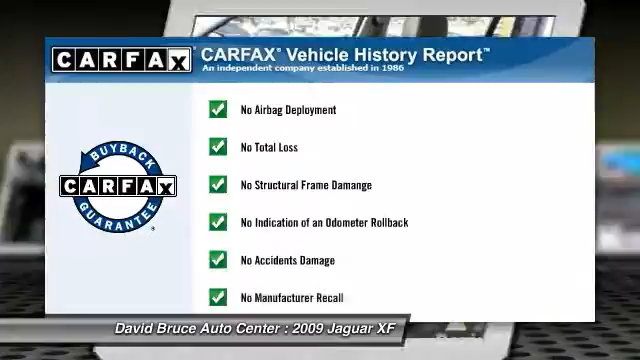 CARFAX CARFAX® Vehicle History Report™
An independent company established in 1986
No Airbag Deployment
No Total Loss
No Structural Frame Damange
No Indication of an Odometer Rollback
No Accidents Damage
No Manufacturer Recall
BUYBACK
CARFAX
GUARANTEE®
David Bruce Auto Center : 2009 Jaguar XF